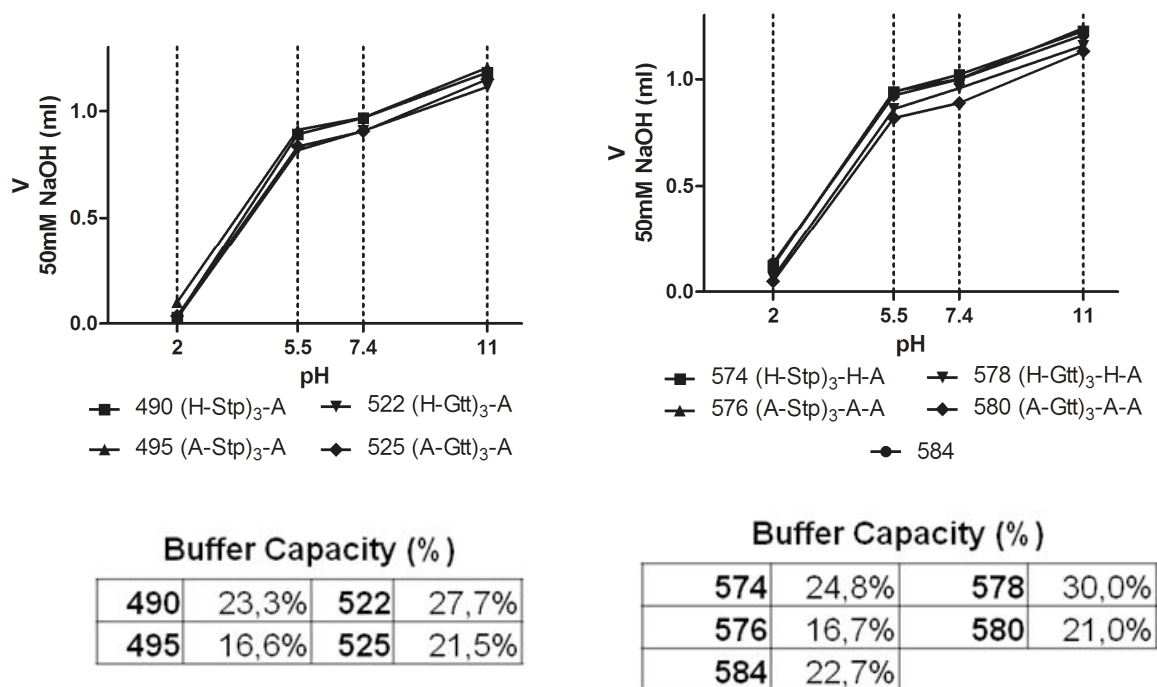 V
50mM NaOH (ml)
1.0
0.5
0.0
2
5.5
7.4
11
pH
490 (H-Stp)₃-A
522 (H-Gtt)₃-A
495 (A-Stp)₃-A
525 (A-Gtt)₃-A
Buffer Capacity (%)
490 23,3% 522 27,7%
495 16,6% 525 21,5%
V
50mM NaOH (ml)
1.0
0.5
0.0
2
5.5
7.4
11
pH
574 (H-Stp)₃-H-A
578 (H-Gtt)₃-H-A
576 (A-Stp)₃-A-A
580 (A-Gtt)₃-A-A
584
Buffer Capacity (%)
574 24,8% 578 30,0%
576 16,7% 580 21,0%
584 22,7%